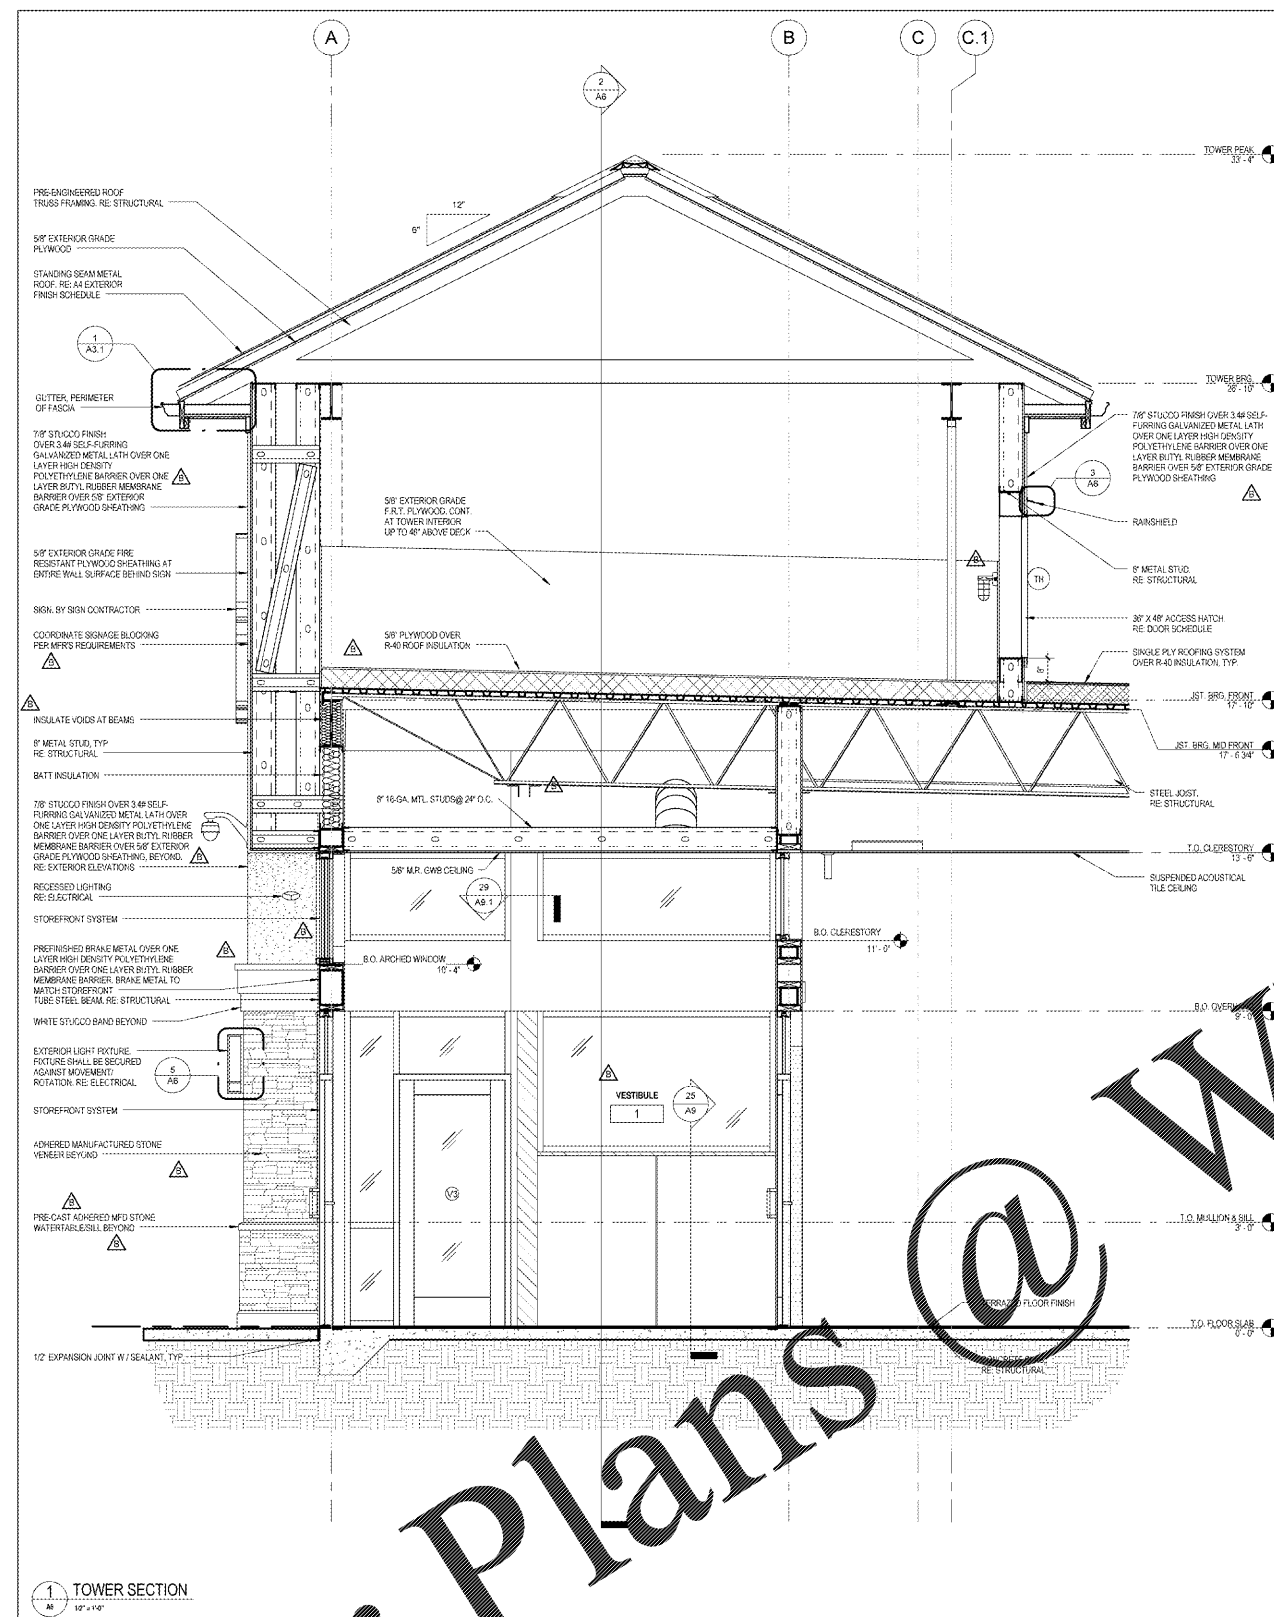 A
B
C
C.1
2
A6
TOWER PEAK
33' - 4"
PRE-ENGINEERED ROOF
TRUSS FRAMING. RE: STRUCTURAL
12"
6"
5/8" EXTERIOR GRADE
PLYWOOD
STANDING SEAM METAL
ROOF. RE: A4 EXTERIOR
FINISH SCHEDULE
1
A3.1
TOWER BRG.
26' - 10"
GUTTER, PERIMETER
OF FASCIA
7/8" STUCCO FINISH
OVER 3.4# SELF-FURRING
GALVANIZED METAL LATH OVER ONE
LAYER HIGH DENSITY
POLYETHYLENE BARRIER OVER ONE
LAYER BUTYL RUBBER MEMBRANE
BARRIER OVER 5/8" EXTERIOR
GRADE PLYWOOD SHEATHING
B
7/8" STUCCO FINISH OVER 3.4# SELF-
FURRING GALVANIZED METAL LATH
OVER ONE LAYER HIGH DENSITY
POLYETHYLENE BARRIER OVER ONE
LAYER BUTYL RUBBER MEMBRANE
BARRIER OVER 5/8" EXTERIOR GRADE
PLYWOOD SHEATHING
B
3
A6
RAINSHIELD
5/8" EXTERIOR GRADE
F.R.T. PLYWOOD, CONT.
AT TOWER INTERIOR
UP TO 48" ABOVE DECK
5/8" EXTERIOR GRADE FIRE
RESISTANT PLYWOOD SHEATHING AT
ENTIRE WALL SURFACE BEHIND SIGN
B
TH
8" METAL STUD.
RE: STRUCTURAL
SIGN. BY SIGN CONTRACTOR
36" X 48" ACCESS HATCH.
RE: DOOR SCHEDULE
COORDINATE SIGNAGE BLOCKING
PER MFR'S REQUIREMENTS
B
5/8" PLYWOOD OVER
R-40 ROOF INSULATION
B
8"
SINGLE PLY ROOFING SYSTEM
OVER R-40 INSULATION, TYP.
B
INSULATE VOIDS AT BEAMS
JST. BRG. FRONT
17' - 10"
8" METAL STUD, TYP
RE: STRUCTURAL
JST. BRG. MID FRONT
17' - 6 3/4"
BATT INSULATION
B
8" 16-GA. MTL. STUDS@ 24" O.C.
STEEL JOIST.
RE: STRUCTURAL
7/8" STUCCO FINISH OVER 3.4# SELF-
FURRING GALVANIZED METAL LATH OVER
ONE LAYER HIGH DENSITY POLYETHYLENE
BARRIER OVER ONE LAYER BUTYL RUBBER
MEMBRANE BARRIER OVER 5/8" EXTERIOR
GRADE PLYWOOD SHEATHING, BEYOND.
RE: EXTERIOR ELEVATIONS
B
T.O. CLERESTORY
13' - 6"
5/8" M.R. GWB CEILING
SUSPENDED ACOUSTICAL
TILE CEILING
RECESSED LIGHTING
RE: ELECTRICAL
29
A9.1
STOREFRONT SYSTEM
B
B.O. CLERESTORY
11' - 6"
PREFINISHED BRAKE METAL OVER ONE
LAYER HIGH DENSITY POLYETHYLENE
BARRIER OVER ONE LAYER BUTYL RUBBER
MEMBRANE BARRIER. BRAKE METAL TO
MATCH STOREFRONT
B
B.O. ARCHED WINDOW
10' - 4"
TUBE STEEL BEAM. RE: STRUCTURAL
WHITE STUCCO BAND BEYOND
9' - 0"
EXTERIOR LIGHT FIXTURE.
FIXTURE SHALL BE SECURED
AGAINST MOVEMENT/
ROTATION. RE: ELECTRICAL
5
A6
B
VESTIBULE
1
25
A9
STOREFRONT SYSTEM
ADHERED MANUFACTURED STONE
VENEER BEYOND
B
V3
B
PRE-CAST ADHERED MFD STONE
WATERTABLE/SILL BEYOND
B
T.O. MULLION & SILL
3' - 0"
FLOOR FINISH
T.O. FLOOR SLAB
0' - 0"
1/2" EXPANSION JOINT W/ SEALANT, TYP.
RE: STRUCTURAL
Plans @ W
1
A6
TOWER SECTION
1/2" = 1'-0"